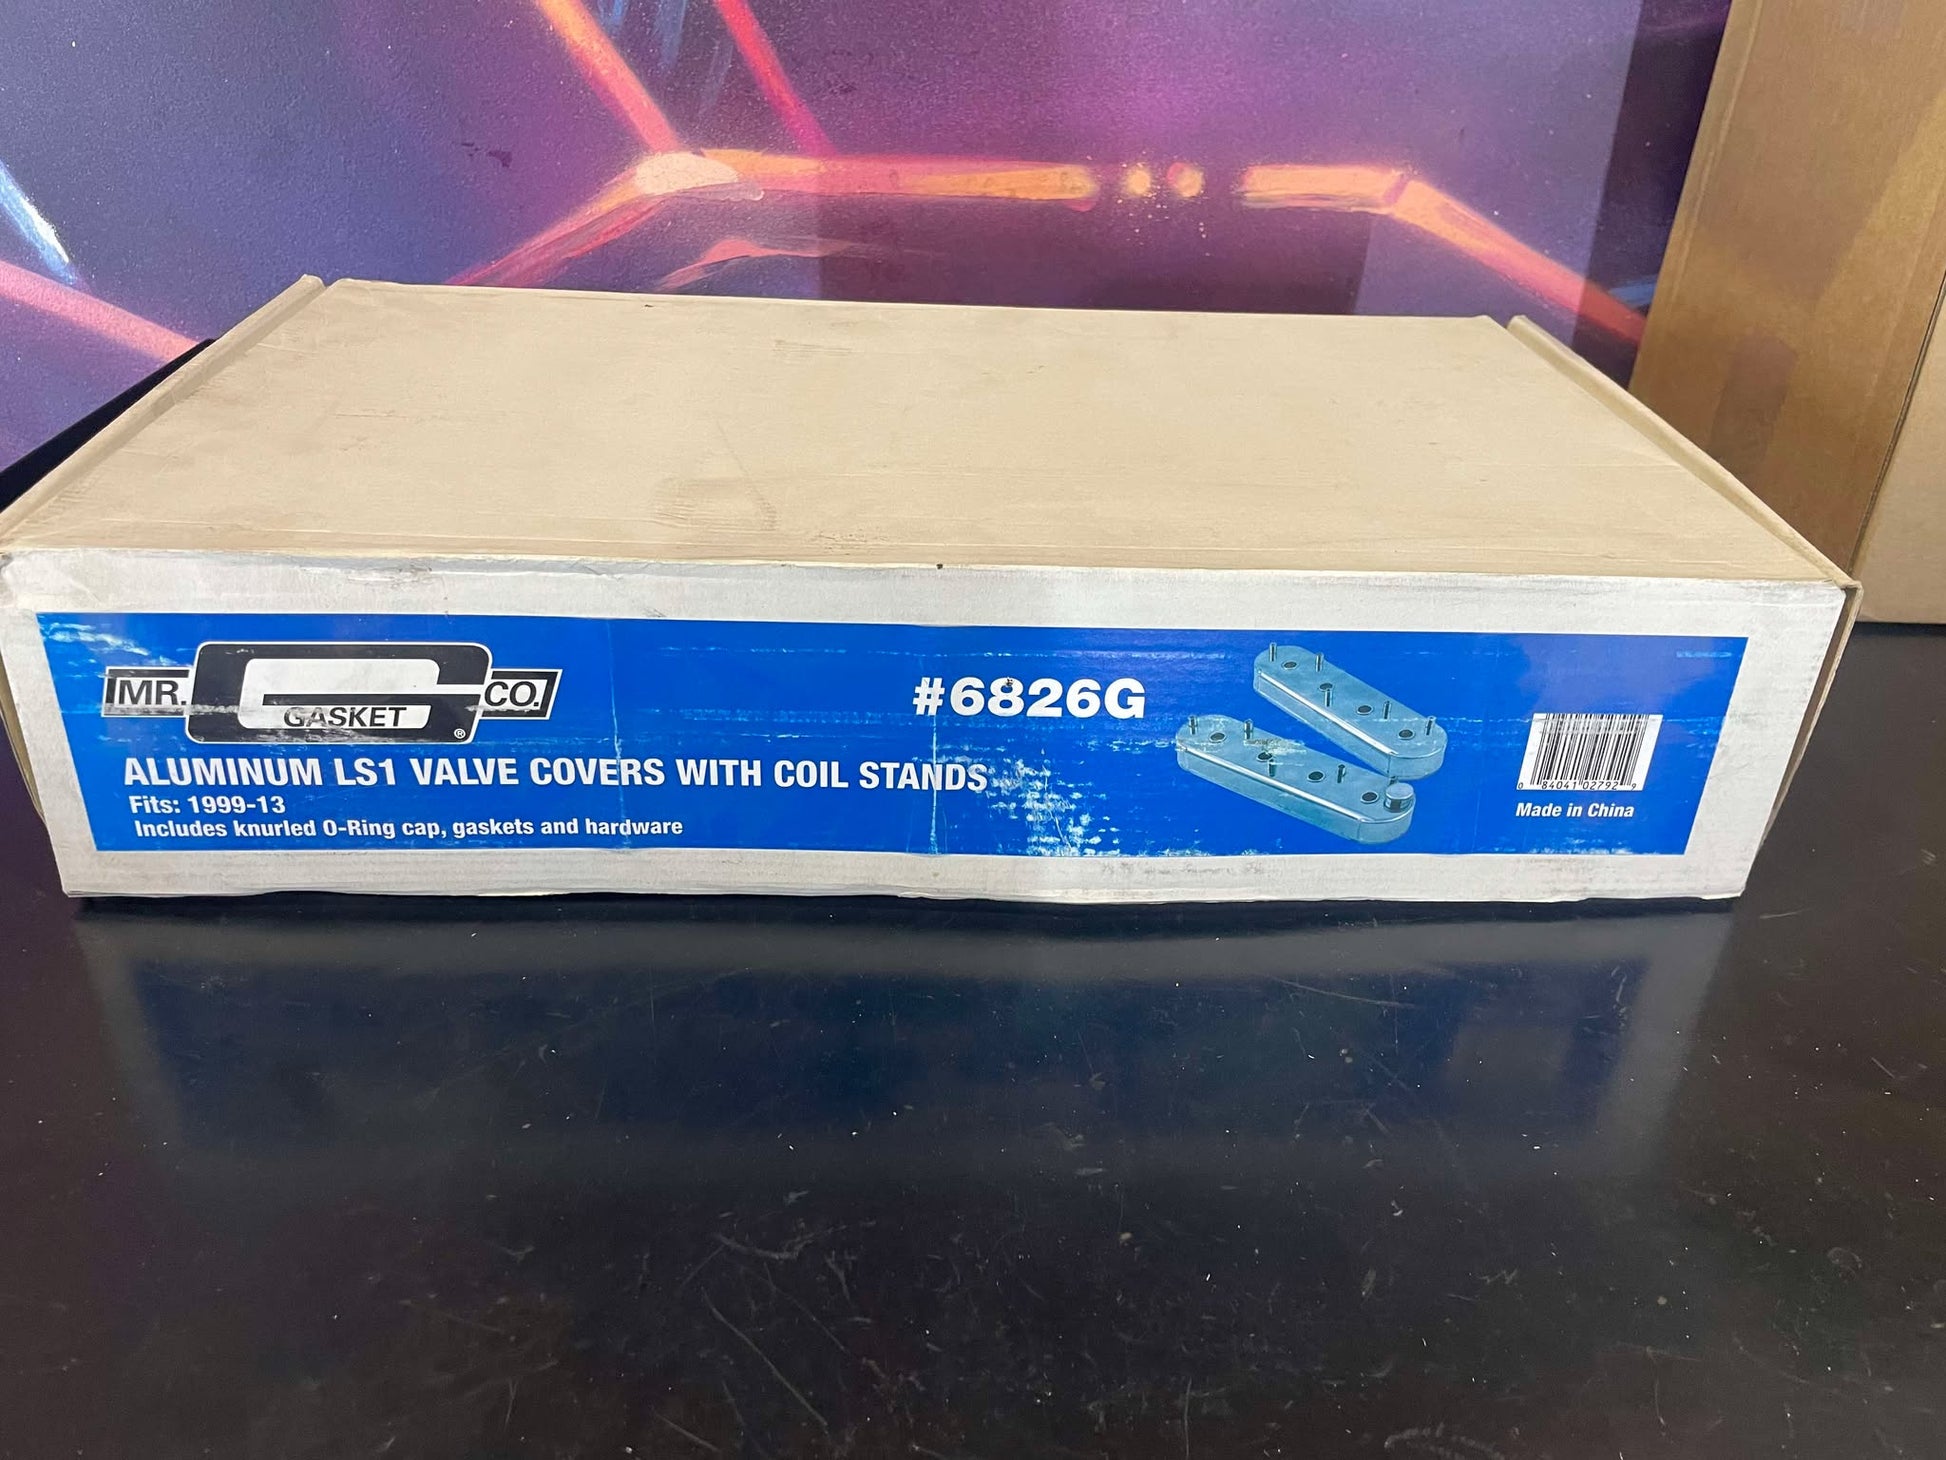 MR. GASKET CO.®
#6826G
ALUMINUM LS1 VALVE COVERS WITH COIL STANDS
Fits: 1999-13
Includes knurled O-Ring cap, gaskets and hardware
0 84041 02792 9
Made in China